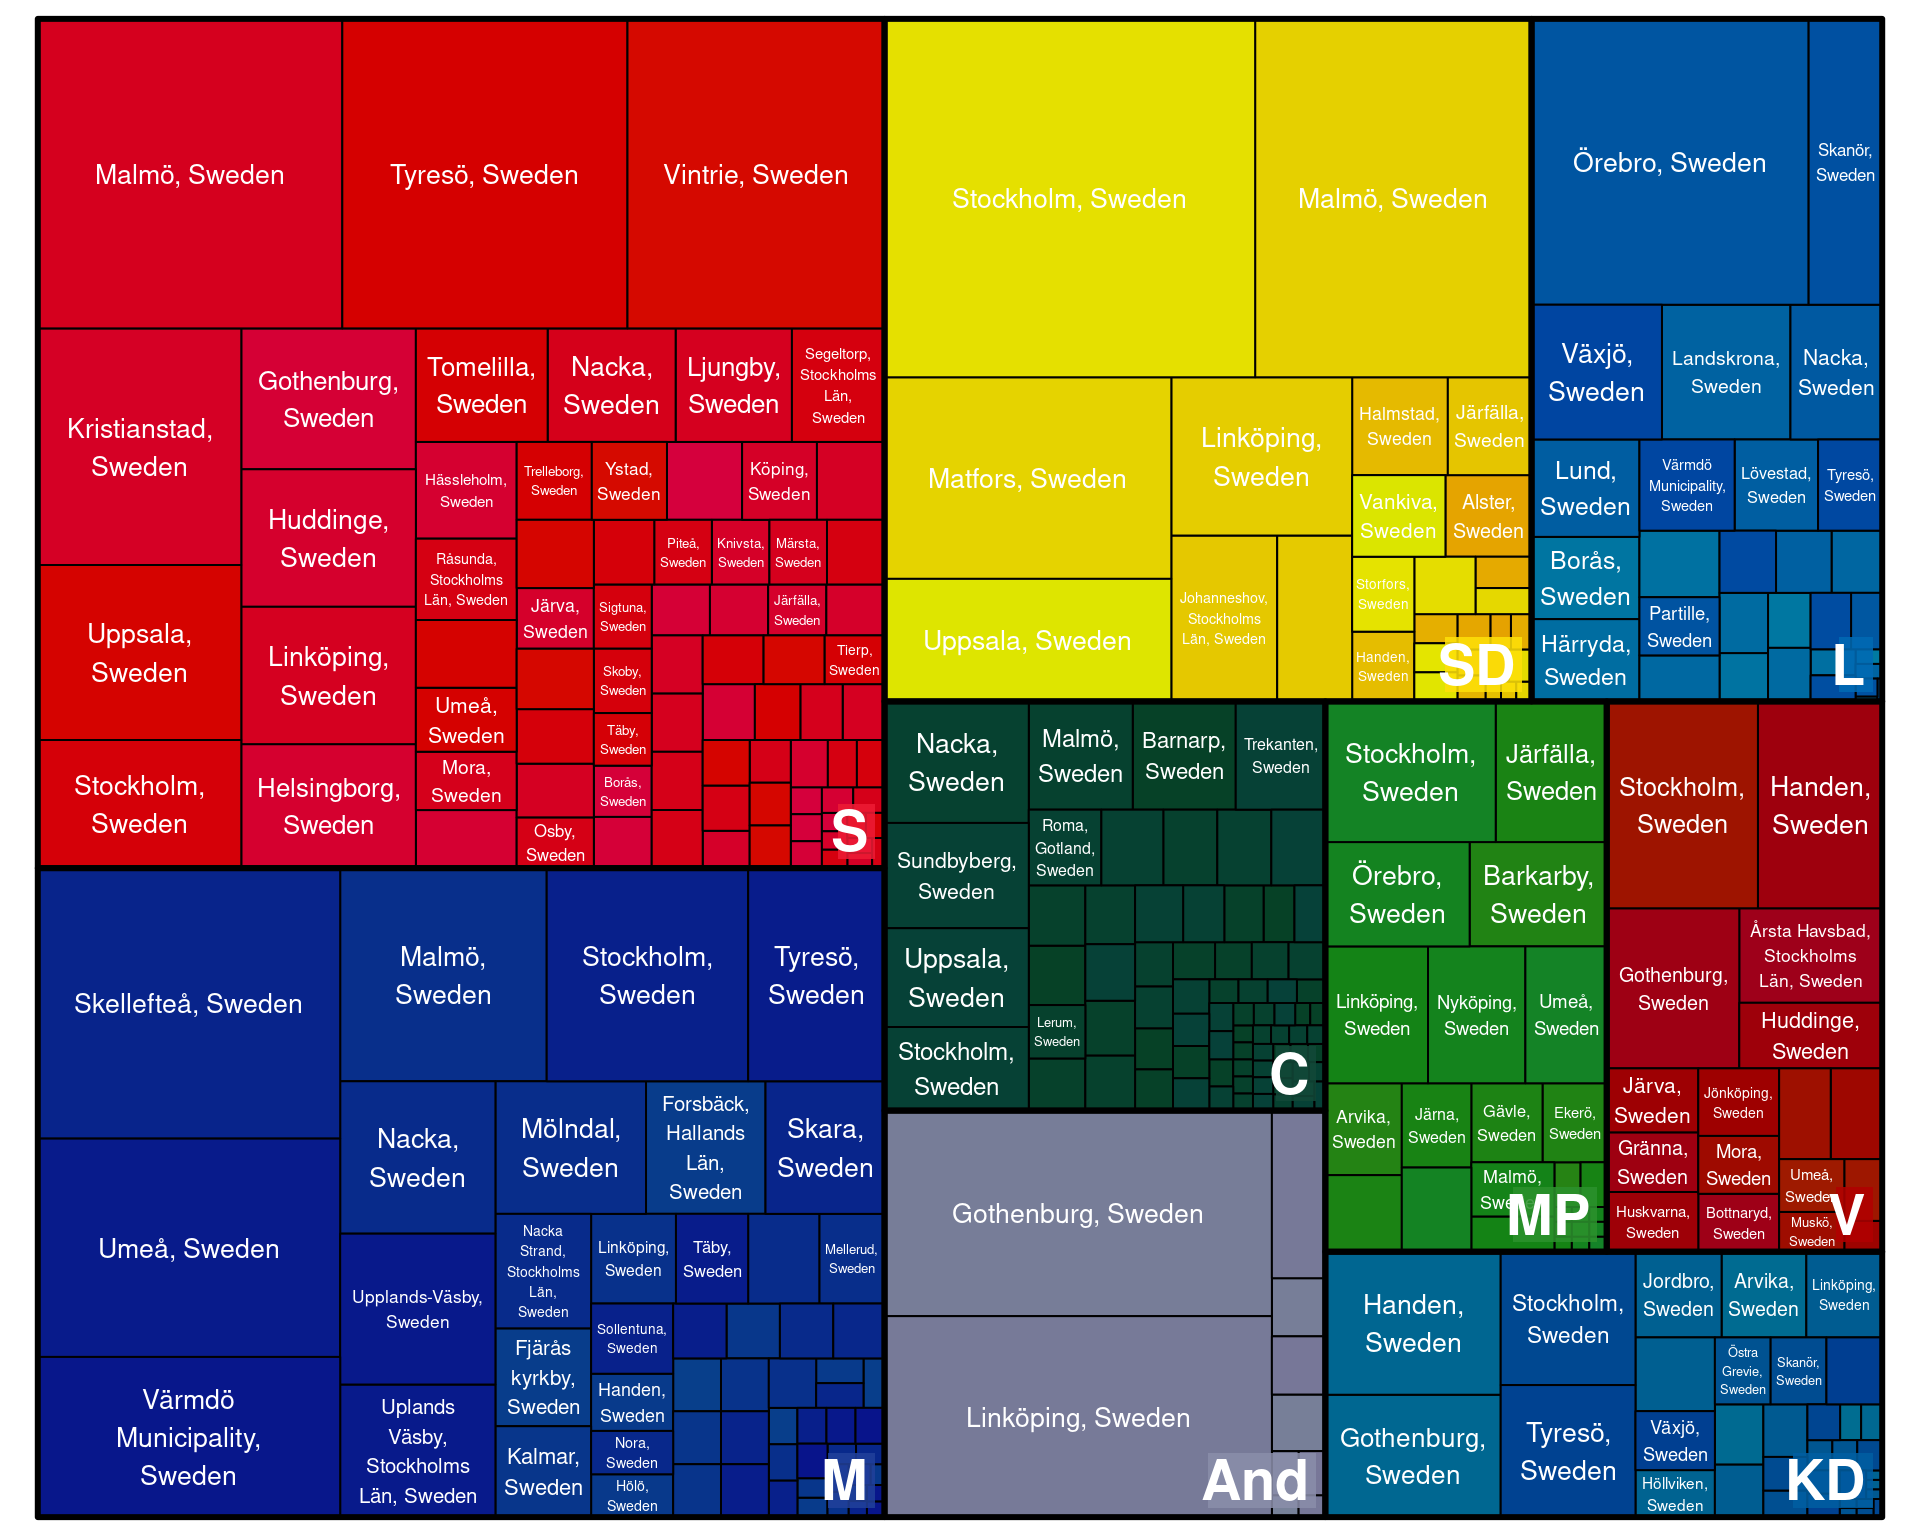 Malmö, Sweden
Tyresö, Sweden
Vintrie, Sweden
Kristianstad,
Sweden
Uppsala,
Sweden
Stockholm,
Sweden
Gothenburg,
Sweden
Huddinge,
Sweden
Linköping,
Sweden
Helsingborg,
Sweden
Tomelilla,
Sweden
Nacka,
Sweden
Ljungby,
Sweden
Segeltorp,
Stockholms
Län,
Sweden
Hässleholm,
Sweden
Råsunda,
Stockholms
Län, Sweden
Umeå,
Sweden
Mora,
Sweden
Trelleborg,
Sweden
Ystad,
Sweden
Köping,
Sweden
Järva,
Sweden
Osby,
Sweden
Piteå,
Sweden
Knivsta,
Sweden
Märsta,
Sweden
Sigtuna,
Sweden
Skoby,
Sweden
Täby,
Sweden
Borås,
Sweden
Järfälla,
Sweden
Tierp,
Sweden
S
Stockholm, Sweden
Malmö, Sweden
Matfors, Sweden
Uppsala, Sweden
Linköping,
Sweden
Johanneshov,
Stockholms
Län, Sweden
Halmstad,
Sweden
Järfälla,
Sweden
Vankiva,
Sweden
Alster,
Sweden
Storfors,
Sweden
Handen,
Sweden
SD
Örebro, Sweden
Skanör,
Sweden
Växjö,
Sweden
Landskrona,
Sweden
Nacka,
Sweden
Lund,
Sweden
Borås,
Sweden
Härryda,
Sweden
Värmdö
Municipality,
Sweden
Lövestad,
Sweden
Tyresö,
Sweden
Partille,
Sweden
L
Skellefteå, Sweden
Umeå, Sweden
Värmdö
Municipality,
Sweden
Malmö,
Sweden
Stockholm,
Sweden
Tyresö,
Sweden
Nacka,
Sweden
Upplands-Väsby,
Sweden
Uplands
Väsby,
Stockholms
Län, Sweden
Mölndal,
Sweden
Forsbäck,
Hallands
Län,
Sweden
Skara,
Sweden
Nacka
Strand,
Stockholms
Län,
Sweden
Fjärås
kyrkby,
Sweden
Kalmar,
Sweden
Linköping,
Sweden
Täby,
Sweden
Mellerud,
Sweden
Sollentuna,
Sweden
Handen,
Sweden
Nora,
Sweden
Hölö,
Sweden
M
Nacka,
Sweden
Sundbyberg,
Sweden
Uppsala,
Sweden
Stockholm,
Sweden
Malmö,
Sweden
Barnarp,
Sweden
Trekanten,
Sweden
Roma,
Gotland,
Sweden
Lerum,
Sweden
C
Gothenburg, Sweden
Linköping, Sweden
And
Stockholm,
Sweden
Järfälla,
Sweden
Örebro,
Sweden
Barkarby,
Sweden
Linköping,
Sweden
Nyköping,
Sweden
Umeå,
Sweden
Arvika,
Sweden
Järna,
Sweden
Gävle,
Sweden
Ekerö,
Sweden
Malmö,
Sweden
MP
Stockholm,
Sweden
Handen,
Sweden
Gothenburg,
Sweden
Årsta Havsbad,
Stockholms
Län, Sweden
Huddinge,
Sweden
Järva,
Sweden
Gränna,
Sweden
Huskvarna,
Sweden
Jönköping,
Sweden
Mora,
Sweden
Bottnaryd,
Sweden
Umeå,
Sweden
Muskö,
Sweden
V
Handen,
Sweden
Gothenburg,
Sweden
Stockholm,
Sweden
Tyresö,
Sweden
Jordbro,
Sweden
Arvika,
Sweden
Linköping,
Sweden
Östra
Grevie,
Sweden
Skanör,
Sweden
Växjö,
Sweden
Höllviken,
Sweden
KD